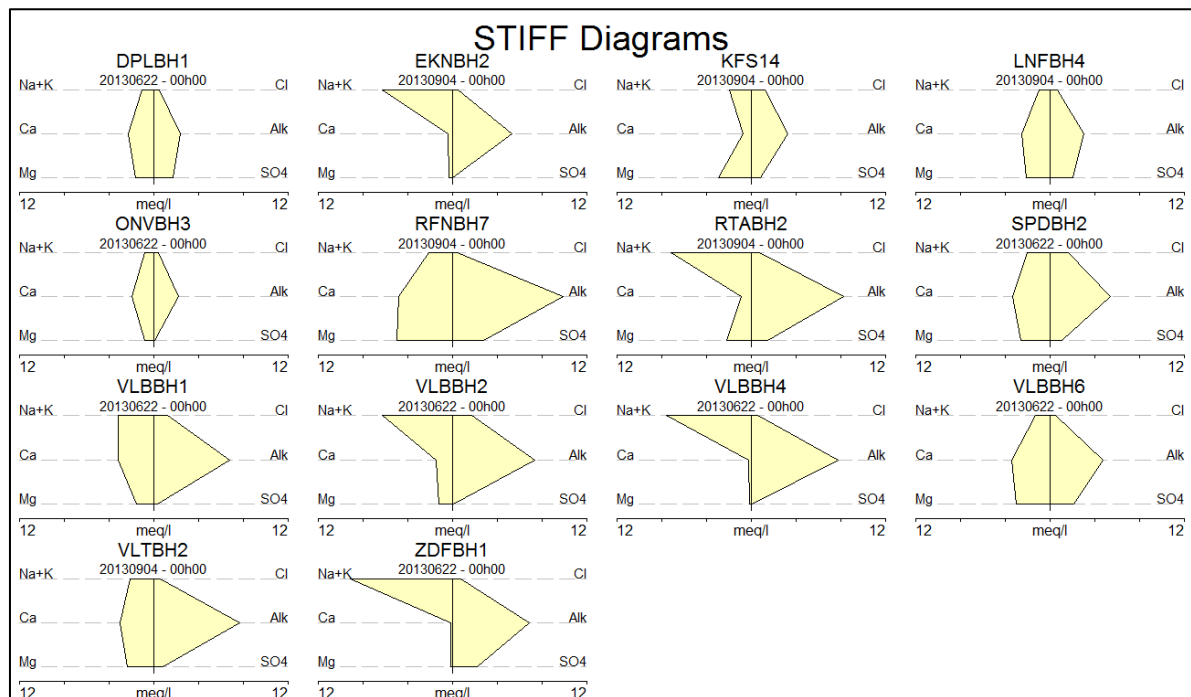 STIFF Diagrams
DPLBH1 EKNBH2 KFS14 LNFBH4
Na+K 20130622 - 00h00 Cl Na+K 20130904 - 00h00 Cl Na+K 20130904 - 00h00 Cl Na+K 20130904 - 00h00 Cl
Ca Alk Ca Alk Ca Alk Ca Alk
Mg SO4 Mg SO4 Mg SO4 Mg SO4
12 meq/l 12 12 meq/l 12 12 meq/l 12 12 meq/l 12
ONVBH3 RFNBH7 RTABH2 SPDBH2
Na+K 20130622 - 00h00 Cl Na+K 20130904 - 00h00 Cl Na+K 20130904 - 00h00 Cl Na+K 20130622 - 00h00 Cl
Ca Alk Ca Alk Ca Alk Ca Alk
Mg SO4 Mg SO4 Mg SO4 Mg SO4
12 meq/l 12 12 meq/l 12 12 meq/l 12 12 meq/l 12
VLBBH1 VLBBH2 VLBBH4 VLBBH6
Na+K 20130622 - 00h00 Cl Na+K 20130622 - 00h00 Cl Na+K 20130622 - 00h00 Cl Na+K 20130622 - 00h00 Cl
Ca Alk Ca Alk Ca Alk Ca Alk
Mg SO4 Mg SO4 Mg SO4 Mg SO4
12 meq/l 12 12 meq/l 12 12 meq/l 12 12 meq/l 12
VLTBH2 ZDFBH1
Na+K 20130904 - 00h00 Cl Na+K 20130622 - 00h00 Cl
Ca Alk Ca Alk
Mg SO4 Mg SO4
12 meq/l 12 12 meq/l 12